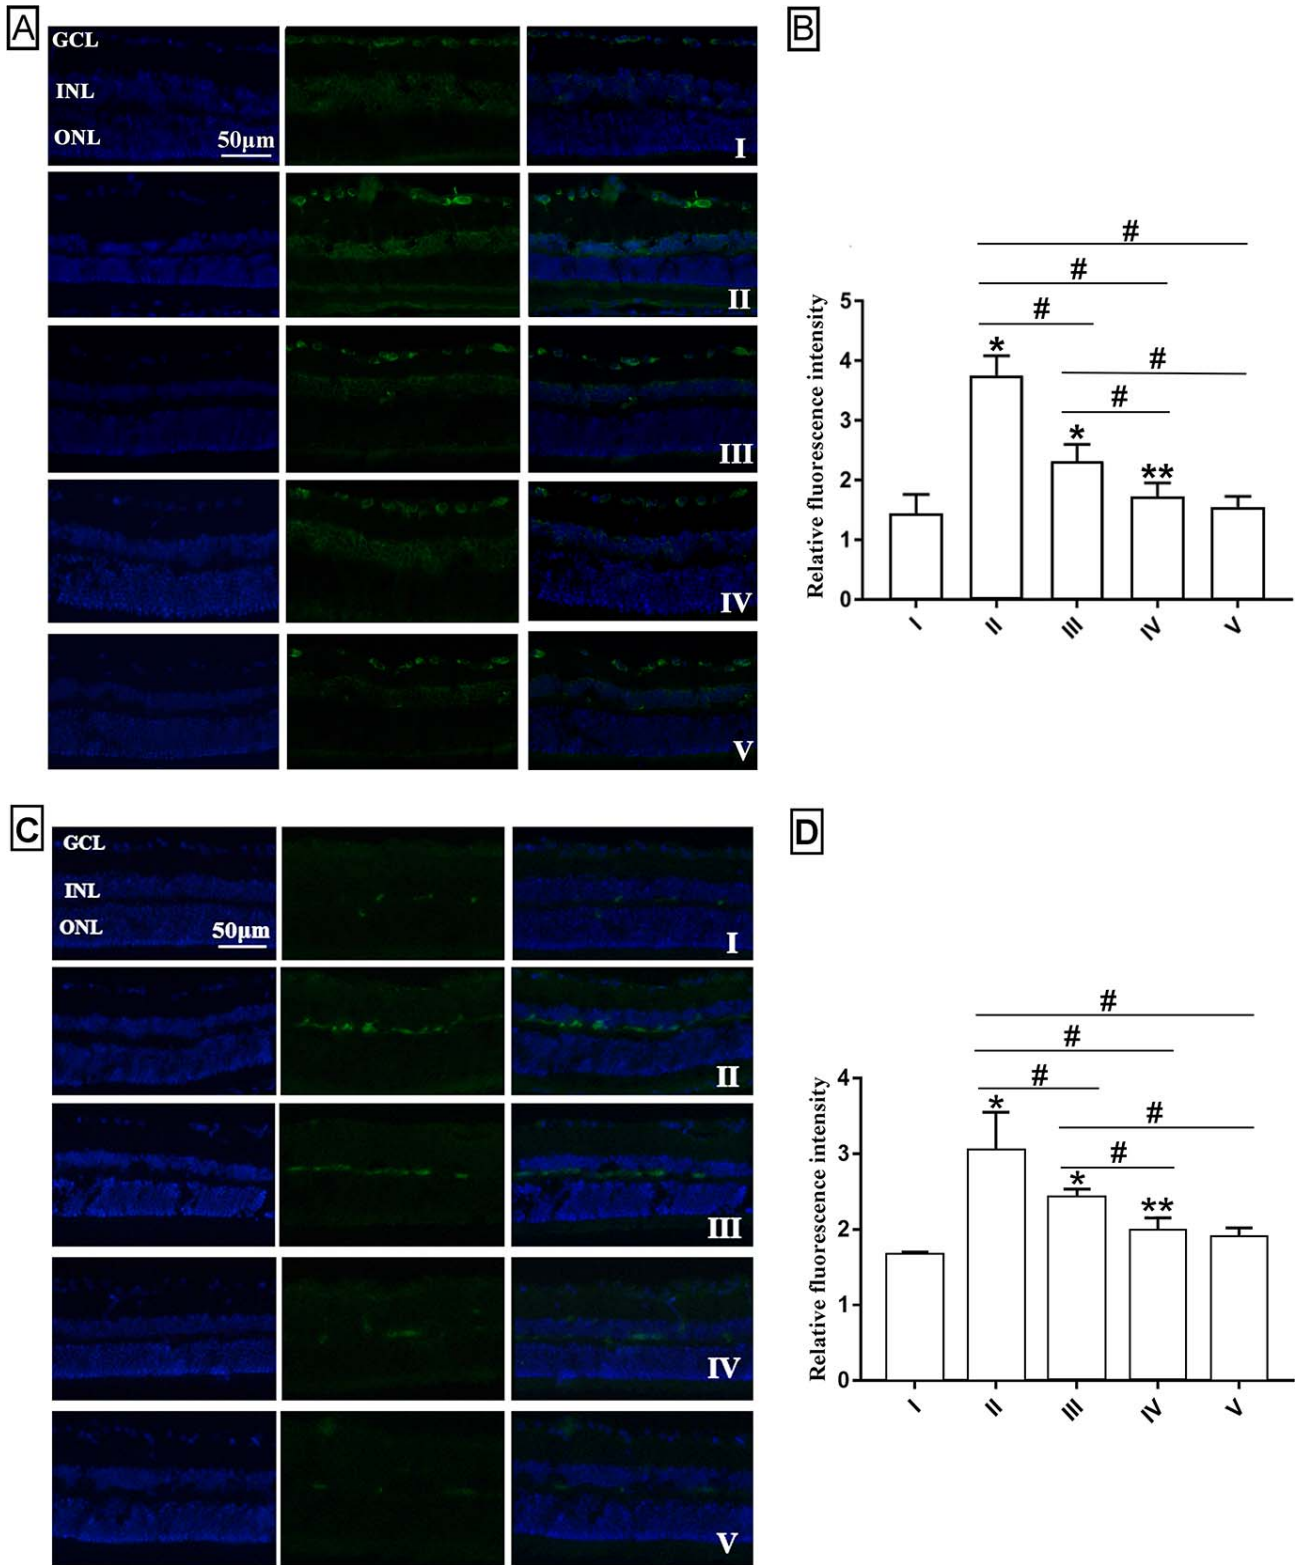 A
GCL
INL
ONL
50μm
I
II
III
IV
V
B
#
#
#
*
#
#
*
**
Relative fluorescence intensity
5
4
3
2
1
0
I
II
III
IV
V
C
GCL
INL
ONL
50μm
I
II
III
IV
V
D
#
#
#
*
#
#
*
**
Relative fluorescence intensity
4
3
2
1
0
I
II
III
IV
V